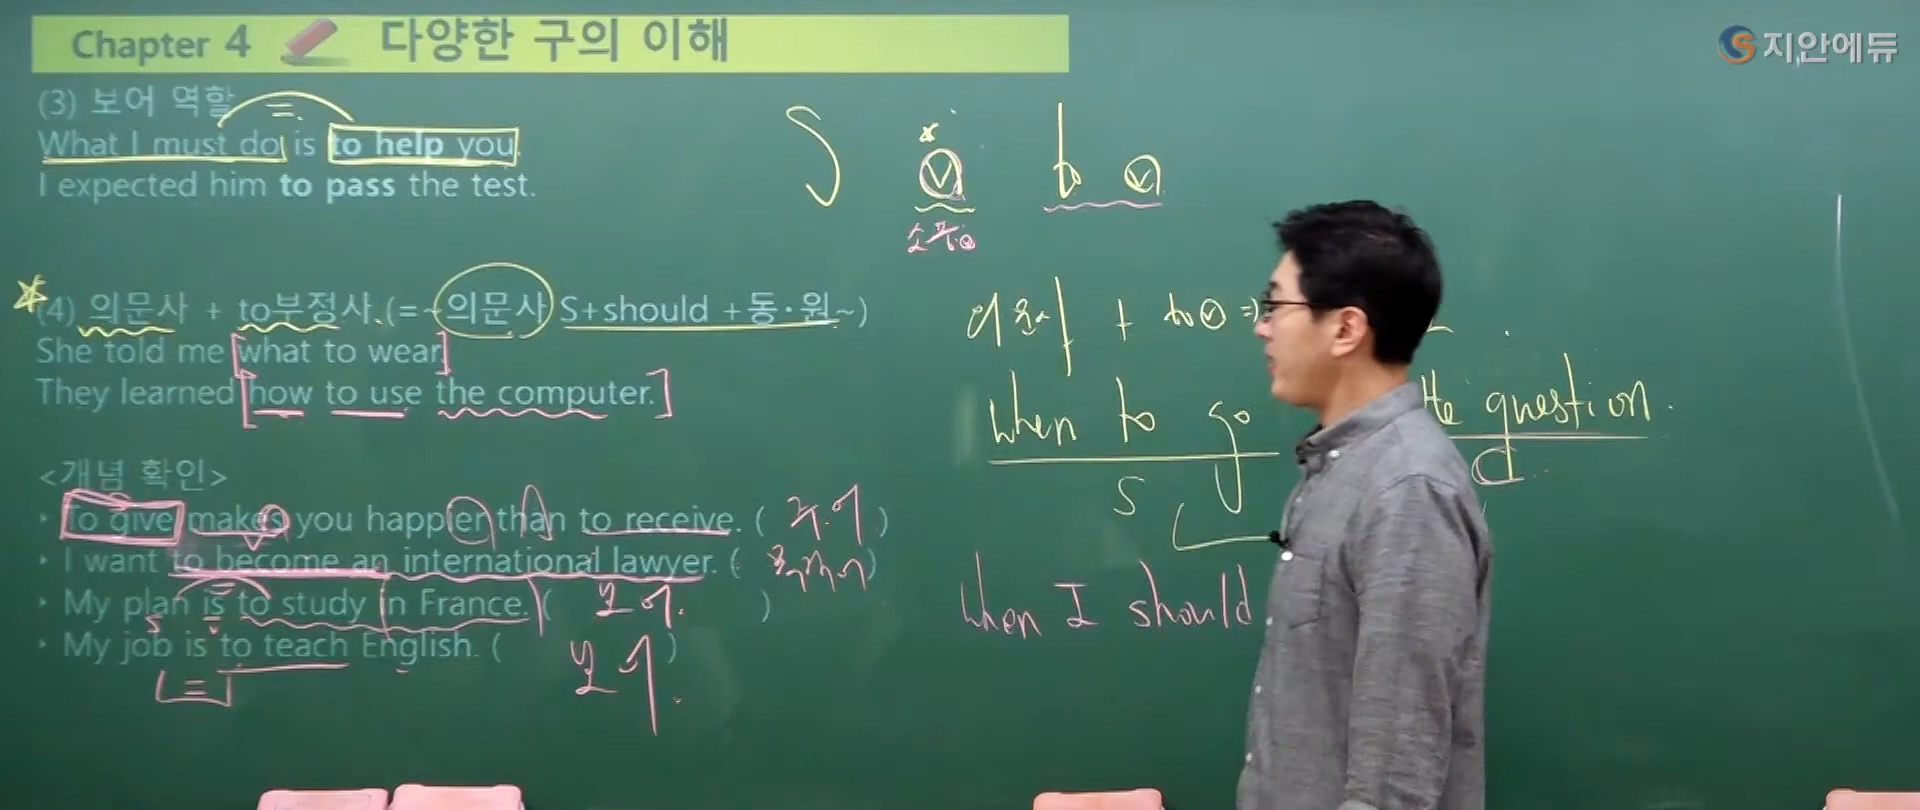 Chapter 4 다양한 구의 이해
지안에듀
(3) 보어 역할
=
What I must do is to help you.
I expected him to pass the test.
S V to V
(4) 의문사 + to부정사.(= ~의문사 S+should +동·원~)
She told me what to wear.
They learned how to use the computer.
+ to V ⇒
when to go
the question.
S V
C
when I should
<개념 확인>
· To give makes you happier than to receive. ( 주어 )
V
· I want to become an international lawyer. ( 목적어 )
=
· My plan is to study in France. ( 보어. )
S
· My job is to teach English. ( 보어. )
=